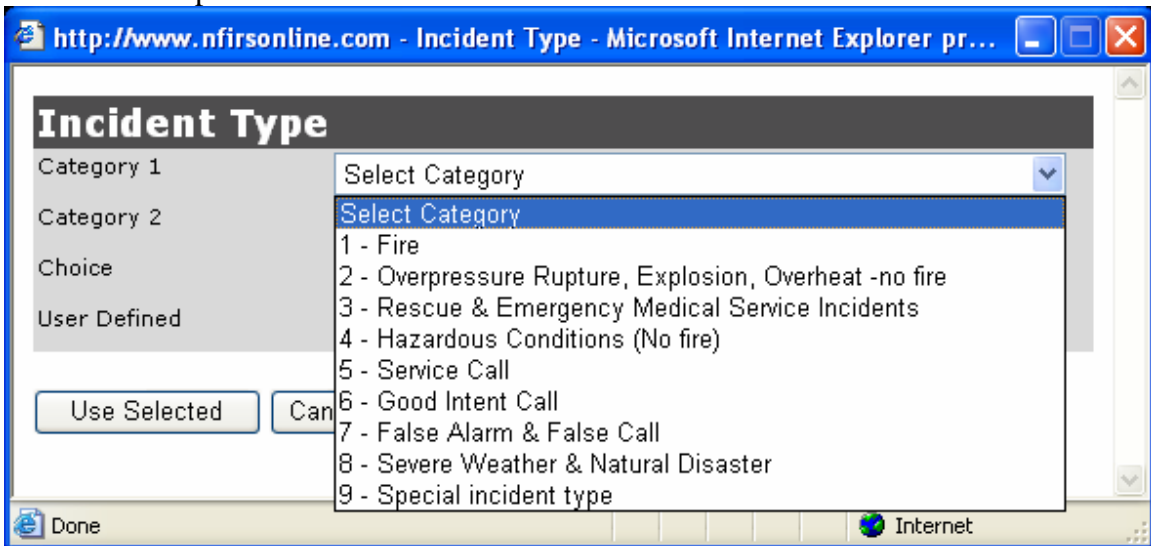 http://www.nfirsonline.com - Incident Type - Microsoft Internet Explorer pr...
Incident Type
Category 1
Select Category
Category 2
Select Category
1 - Fire
Choice
2 - Overpressure Rupture, Explosion, Overheat -no fire
3 - Rescue & Emergency Medical Service Incidents
User Defined
4 - Hazardous Conditions (No fire)
5 - Service Call
Use Selected
Can
6 - Good Intent Call
7 - False Alarm & False Call
8 - Severe Weather & Natural Disaster
9 - Special incident type
Done
Internet